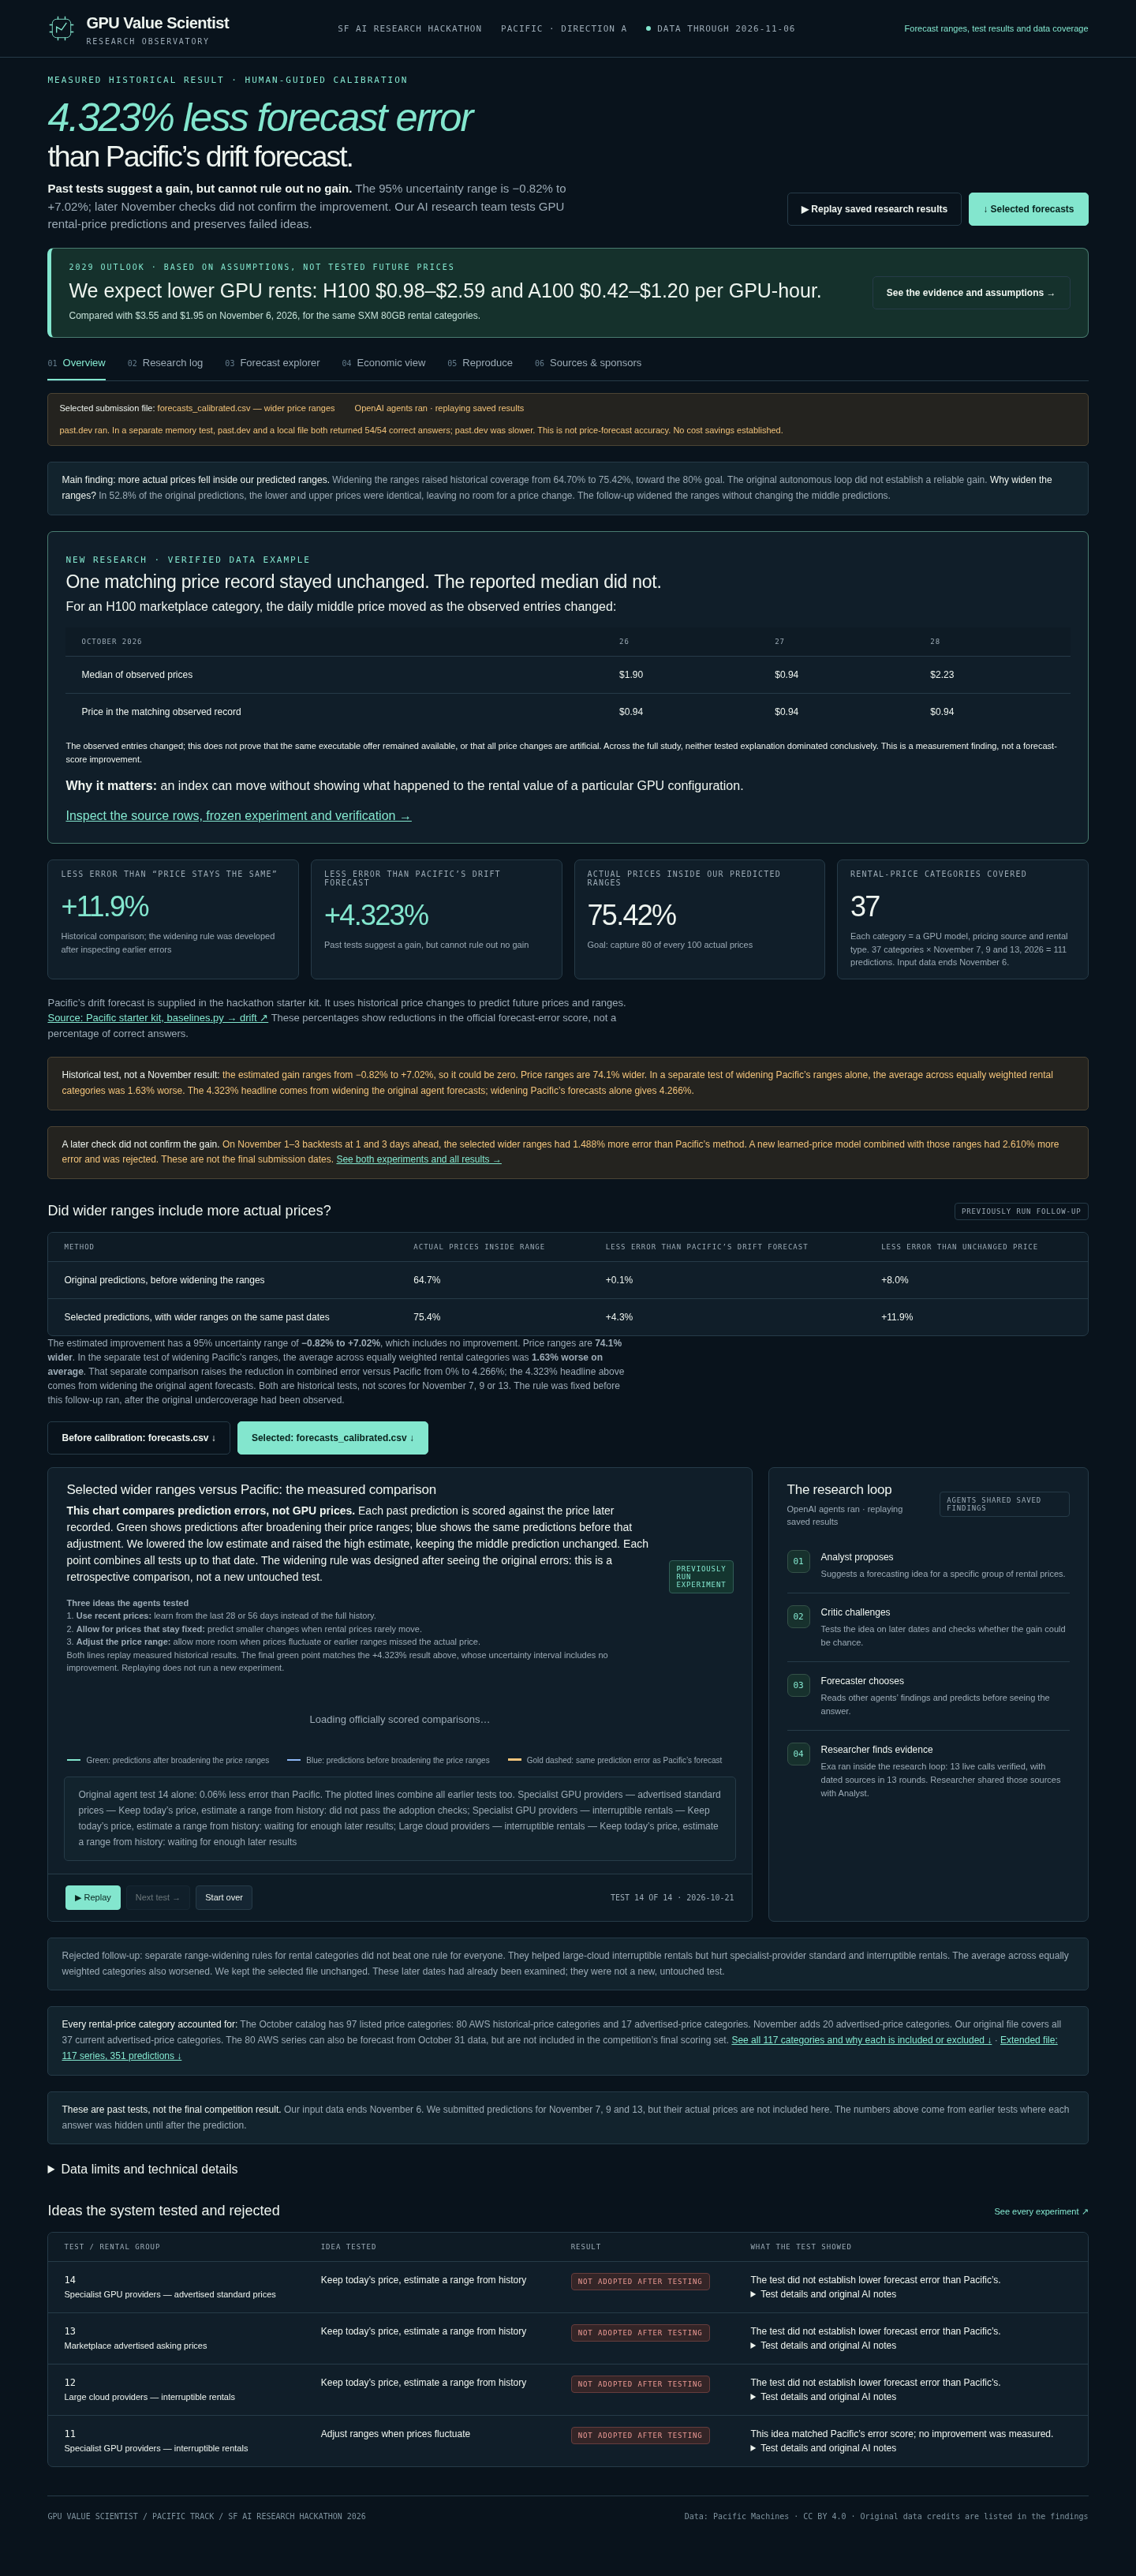 GPU Value Scientist
RESEARCH OBSERVATORY
SF AI RESEARCH HACKATHON PACIFIC · DIRECTION A DATA THROUGH 2026-11-06
Forecast ranges, test results and data coverage
MEASURED HISTORICAL RESULT · HUMAN-GUIDED CALIBRATION
4.323% less forecast error
than Pacific’s drift forecast.
Past tests suggest a gain, but cannot rule out no gain. The 95% uncertainty range is −0.82% to
+7.02%; later November checks did not confirm the improvement. Our AI research team tests GPU
rental-price predictions and preserves failed ideas.
▶ Replay saved research results
↓ Selected forecasts
2029 OUTLOOK · BASED ON ASSUMPTIONS, NOT TESTED FUTURE PRICES
We expect lower GPU rents: H100 $0.98–$2.59 and A100 $0.42–$1.20 per GPU-hour.
Compared with $3.55 and $1.95 on November 6, 2026, for the same SXM 80GB rental categories.
See the evidence and assumptions →
01 Overview 02 Research log 03 Forecast explorer 04 Economic view 05 Reproduce 06 Sources & sponsors
Selected submission file: forecasts_calibrated.csv — wider price ranges OpenAI agents ran · replaying saved results
past.dev ran. In a separate memory test, past.dev and a local file both returned 54/54 correct answers; past.dev was slower. This is not price-forecast accuracy. No cost savings established.
Main finding: more actual prices fell inside our predicted ranges. Widening the ranges raised historical coverage from 64.70% to 75.42%, toward the 80% goal. The original autonomous loop did not establish a reliable gain. Why widen the
ranges? In 52.8% of the original predictions, the lower and upper prices were identical, leaving no room for a price change. The follow-up widened the ranges without changing the middle predictions.
NEW RESEARCH · VERIFIED DATA EXAMPLE
One matching price record stayed unchanged. The reported median did not.
For an H100 marketplace category, the daily middle price moved as the observed entries changed:
OCTOBER 2026 26 27 28
Median of observed prices $1.90 $0.94 $2.23
Price in the matching observed record $0.94 $0.94 $0.94
The observed entries changed; this does not prove that the same executable offer remained available, or that all price changes are artificial. Across the full study, neither tested explanation dominated conclusively. This is a measurement finding, not a forecast-
score improvement.
Why it matters: an index can move without showing what happened to the rental value of a particular GPU configuration.
Inspect the source rows, frozen experiment and verification →
LESS ERROR THAN “PRICE STAYS THE SAME”
+11.9%
Historical comparison; the widening rule was developed
after inspecting earlier errors
LESS ERROR THAN PACIFIC’S DRIFT
FORECAST
+4.323%
Past tests suggest a gain, but cannot rule out no gain
ACTUAL PRICES INSIDE OUR PREDICTED
RANGES
75.42%
Goal: capture 80 of every 100 actual prices
RENTAL-PRICE CATEGORIES COVERED
37
Each category = a GPU model, pricing source and rental
type. 37 categories × November 7, 9 and 13, 2026 = 111
predictions. Input data ends November 6.
Pacific’s drift forecast is supplied in the hackathon starter kit. It uses historical price changes to predict future prices and ranges.
Source: Pacific starter kit, baselines.py → drift ↗ These percentages show reductions in the official forecast-error score, not a
percentage of correct answers.
Historical test, not a November result: the estimated gain ranges from −0.82% to +7.02%, so it could be zero. Price ranges are 74.1% wider. In a separate test of widening Pacific’s ranges alone, the average across equally weighted rental
categories was 1.63% worse. The 4.323% headline comes from widening the original agent forecasts; widening Pacific’s forecasts alone gives 4.266%.
A later check did not confirm the gain. On November 1–3 backtests at 1 and 3 days ahead, the selected wider ranges had 1.488% more error than Pacific’s method. A new learned-price model combined with those ranges had 2.610% more
error and was rejected. These are not the final submission dates. See both experiments and all results →
Did wider ranges include more actual prices?
PREVIOUSLY RUN FOLLOW-UP
METHOD ACTUAL PRICES INSIDE RANGE LESS ERROR THAN PACIFIC’S DRIFT FORECAST LESS ERROR THAN UNCHANGED PRICE
Original predictions, before widening the ranges 64.7% +0.1% +8.0%
Selected predictions, with wider ranges on the same past dates 75.4% +4.3% +11.9%
The estimated improvement has a 95% uncertainty range of −0.82% to +7.02%, which includes no improvement. Price ranges are 74.1%
wider. In the separate test of widening Pacific’s ranges, the average across equally weighted rental categories was 1.63% worse on
average. That separate comparison raises the reduction in combined error versus Pacific from 0% to 4.266%; the 4.323% headline above
comes from widening the original agent forecasts. Both are historical tests, not scores for November 7, 9 or 13. The rule was fixed before
this follow-up ran, after the original undercoverage had been observed.
Before calibration: forecasts.csv ↓
Selected: forecasts_calibrated.csv ↓
Selected wider ranges versus Pacific: the measured comparison
This chart compares prediction errors, not GPU prices. Each past prediction is scored against the price later
recorded. Green shows predictions after broadening their price ranges; blue shows the same predictions before that
adjustment. We lowered the low estimate and raised the high estimate, keeping the middle prediction unchanged. Each
point combines all tests up to that date. The widening rule was designed after seeing the original errors: this is a
retrospective comparison, not a new untouched test.
PREVIOUSLY
RUN
EXPERIMENT
Three ideas the agents tested
1. Use recent prices: learn from the last 28 or 56 days instead of the full history.
2. Allow for prices that stay fixed: predict smaller changes when rental prices rarely move.
3. Adjust the price range: allow more room when prices fluctuate or earlier ranges missed the actual price.
Both lines replay measured historical results. The final green point matches the +4.323% result above, whose uncertainty interval includes no
improvement. Replaying does not run a new experiment.
Loading officially scored comparisons…
Green: predictions after broadening the price ranges Blue: predictions before broadening the price ranges Gold dashed: same prediction error as Pacific's forecast
Original agent test 14 alone: 0.06% less error than Pacific. The plotted lines combine all earlier tests too. Specialist GPU providers — advertised standard
prices — Keep today’s price, estimate a range from history: did not pass the adoption checks; Specialist GPU providers — interruptible rentals — Keep
today’s price, estimate a range from history: waiting for enough later results; Large cloud providers — interruptible rentals — Keep today’s price, estimate
a range from history: waiting for enough later results
▶ Replay Next test → Start over TEST 14 OF 14 · 2026-10-21
The research loop
OpenAI agents ran · replaying
saved results
AGENTS SHARED SAVED
FINDINGS
01 Analyst proposes
Suggests a forecasting idea for a specific group of rental prices.
02 Critic challenges
Tests the idea on later dates and checks whether the gain could
be chance.
03 Forecaster chooses
Reads other agents’ findings and predicts before seeing the
answer.
04 Researcher finds evidence
Exa ran inside the research loop: 13 live calls verified, with
dated sources in 13 rounds. Researcher shared those sources
with Analyst.
Rejected follow-up: separate range-widening rules for rental categories did not beat one rule for everyone. They helped large-cloud interruptible rentals but hurt specialist-provider standard and interruptible rentals. The average across equally
weighted categories also worsened. We kept the selected file unchanged. These later dates had already been examined; they were not a new, untouched test.
Every rental-price category accounted for: The October catalog has 97 listed price categories: 80 AWS historical-price categories and 17 advertised-price categories. November adds 20 advertised-price categories. Our original file covers all
37 current advertised-price categories. The 80 AWS series can also be forecast from October 31 data, but are not included in the competition’s final scoring set. See all 117 categories and why each is included or excluded ↓ · Extended file:
117 series, 351 predictions ↓
These are past tests, not the final competition result. Our input data ends November 6. We submitted predictions for November 7, 9 and 13, but their actual prices are not included here. The numbers above come from earlier tests where each
answer was hidden until after the prediction.
▶ Data limits and technical details
Ideas the system tested and rejected
See every experiment ↗
TEST / RENTAL GROUP IDEA TESTED RESULT WHAT THE TEST SHOWED
14 Keep today’s price, estimate a range from history NOT ADOPTED AFTER TESTING The test did not establish lower forecast error than Pacific’s.
Specialist GPU providers — advertised standard prices ▶ Test details and original AI notes
13 Keep today’s price, estimate a range from history NOT ADOPTED AFTER TESTING The test did not establish lower forecast error than Pacific’s.
Marketplace advertised asking prices ▶ Test details and original AI notes
12 Keep today’s price, estimate a range from history NOT ADOPTED AFTER TESTING The test did not establish lower forecast error than Pacific’s.
Large cloud providers — interruptible rentals ▶ Test details and original AI notes
11 Adjust ranges when prices fluctuate NOT ADOPTED AFTER TESTING This idea matched Pacific’s error score; no improvement was measured.
Specialist GPU providers — interruptible rentals ▶ Test details and original AI notes
GPU VALUE SCIENTIST / PACIFIC TRACK / SF AI RESEARCH HACKATHON 2026
Data: Pacific Machines · CC BY 4.0 · Original data credits are listed in the findings